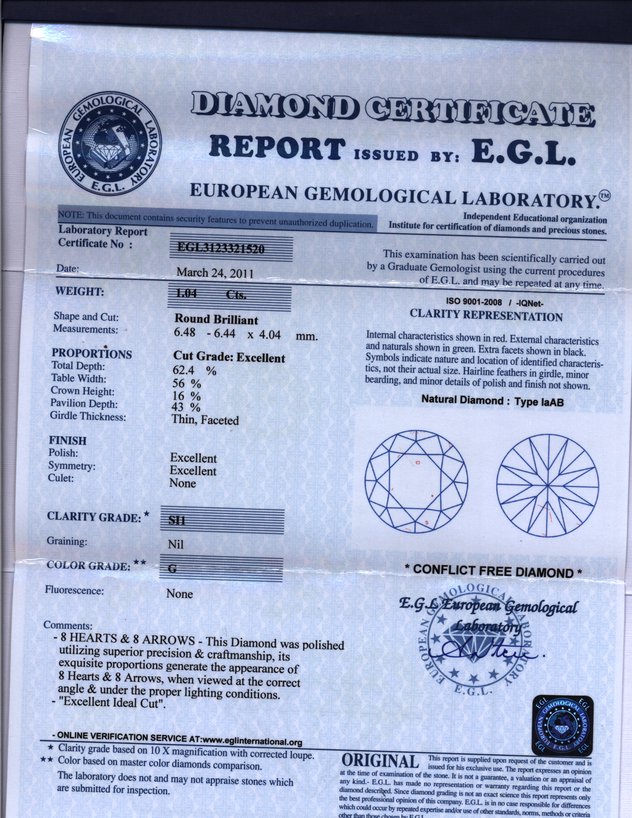 DIAMOND CERTIFICATE
REPORT ISSUED BY: E.G.L.
EUROPEAN GEMOLOGICAL LABORATORY.™
EUROPEAN GEMOLOGICAL LABORATORY
E.G.L.
NOTE: This document contains security features to prevent unauthorized duplication.
Independent Educational organization
Institute for certification of diamonds and precious stones.
Laboratory Report
Certificate No : EGL3123321520
Date: March 24, 2011
WEIGHT: 1.04 Cts.
Shape and Cut: Round Brilliant
Measurements: 6.48 - 6.44 x 4.04 mm.
PROPORTIONS Cut Grade: Excellent
Total Depth: 62.4 %
Table Width: 56 %
Crown Height: 16 %
Pavilion Depth: 43 %
Girdle Thickness: Thin, Faceted
FINISH
Polish: Excellent
Symmetry: Excellent
Culet: None
CLARITY GRADE: * SI1
Graining: Nil
COLOR GRADE: ** G
Fluorescence: None
Comments:
- 8 HEARTS & 8 ARROWS - This Diamond was polished
utilizing superior precision & craftmanship, its
exquisite proportions generate the appearance of
8 Hearts & 8 Arrows, when viewed at the correct
angle & under the proper lighting conditions.
- "Excellent Ideal Cut".
- ONLINE VERIFICATION SERVICE AT:www.eglinternational.org
* Clarity grade based on 10 X magnification with corrected loupe.
** Color based on master color diamonds comparison.
The laboratory does not and may not appraise stones which
are submitted for inspection.
This examination has been scientifically carried out
by a Graduate Gemologist using the current procedures
of E.G.L. and may be repeated at any time.
ISO 9001-2008 / -IQNet-
CLARITY REPRESENTATION
Internal characteristics shown in red. External characteristics
and naturals shown in green. Extra facets shown in black.
Symbols indicate nature and location of identified characteris-
tics, not their actual size. Hairline feathers in girdle, minor
bearding, and minor details of polish and finish not shown.
Natural Diamond : Type IaAB
* CONFLICT FREE DIAMOND *
E.G.L European Gemological
Laboratory
EUROPEAN GEMOLOGICAL LABORATORY
E.G.L.
EGL
E.G.L.
ORIGINAL This report is supplied upon request of the customer and is
issued for his exclusive use. The report expresses an opinion
at the time of examination of the stone. It is not a guarantee, a valuation or an appraisal of
any kind.- E.G.L. has made no representation or warranty regarding this report or the
diamond described. Since diamond grading is not an exact science this report represents only
the best professional opinion of this company. E.G.L. is in no case responsible for differences
which could occur by repeated expertise and/or use of other standards, norms, methods or criteria
other than those chosen by E.G.L